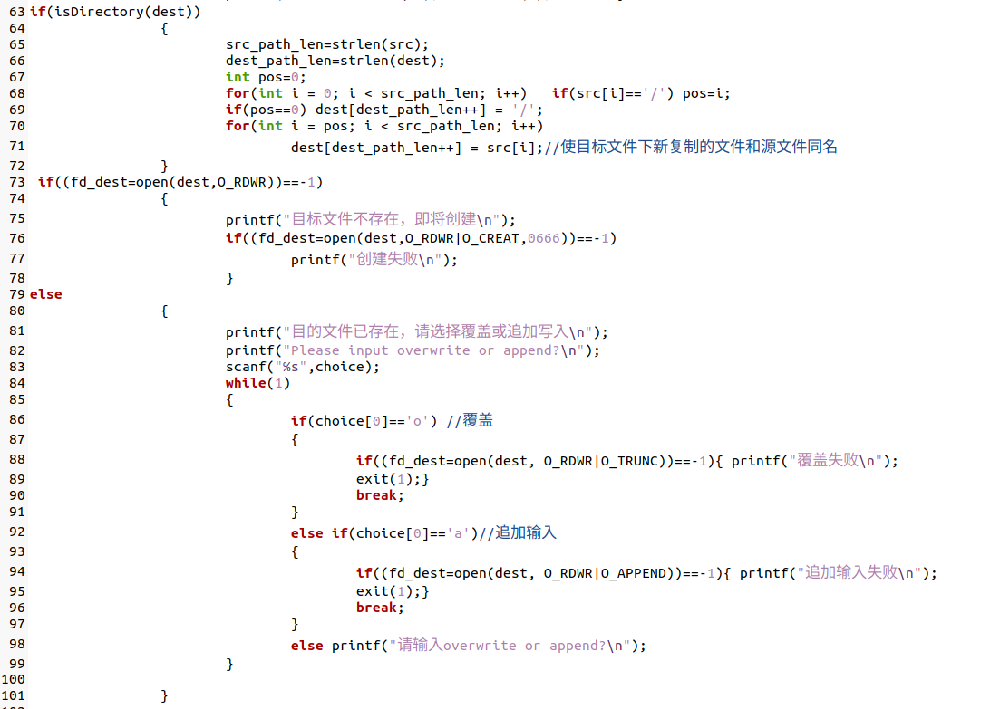 63 if(isDirectory(dest))
64 {
65 src_path_len=strlen(src);
66 dest_path_len=strlen(dest);
67 int pos=0;
68 for(int i = 0; i < src_path_len; i++)   if(src[i]=='/') pos=i;
69 if(pos==0) dest[dest_path_len++] = '/';
70 for(int i = pos; i < src_path_len; i++)
71 dest[dest_path_len++] = src[i];//使目标文件下新复制的文件和源文件同名
72 }
73 if((fd_dest=open(dest,O_RDWR))==-1)
74 {
75 printf("目标文件不存在，即将创建\n");
76 if((fd_dest=open(dest,O_RDWR|O_CREAT,0666))==-1)
77 printf("创建失败\n");
78 }
79 else
80 {
81 printf("目的文件已存在，请选择覆盖或追加写入\n");
82 printf("Please input overwrite or append?\n");
83 scanf("%s",choice);
84 while(1)
85 {
86 if(choice[0]=='o') //覆盖
87 {
88 if((fd_dest=open(dest, O_RDWR|O_TRUNC))==-1){ printf("覆盖失败\n");
89 exit(1);}
90 break;
91 }
92 else if(choice[0]=='a')//追加输入
93 {
94 if((fd_dest=open(dest, O_RDWR|O_APPEND))==-1){ printf("追加输入失败\n");
95 exit(1);}
96 break;
97 }
98 else printf("请输入overwrite or append?\n");
99 }
100
101 }